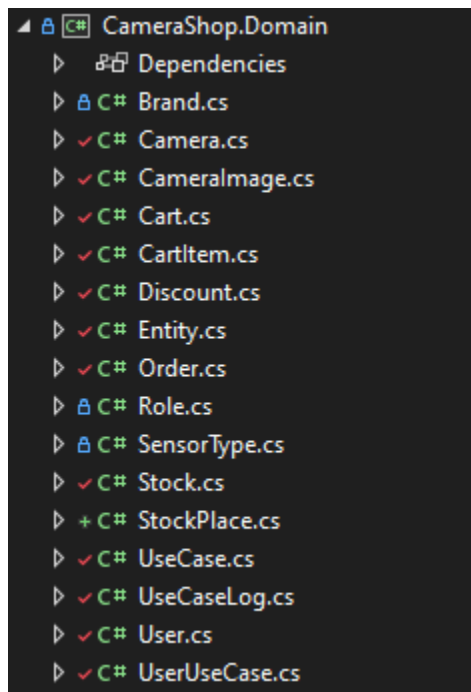 C# CameraShop.Domain
Dependencies
C# Brand.cs
C# Camera.cs
C# CameraImage.cs
C# Cart.cs
C# CartItem.cs
C# Discount.cs
C# Entity.cs
C# Order.cs
C# Role.cs
C# SensorType.cs
C# Stock.cs
+ C# StockPlace.cs
C# UseCase.cs
C# UseCaseLog.cs
C# User.cs
C# UserUseCase.cs